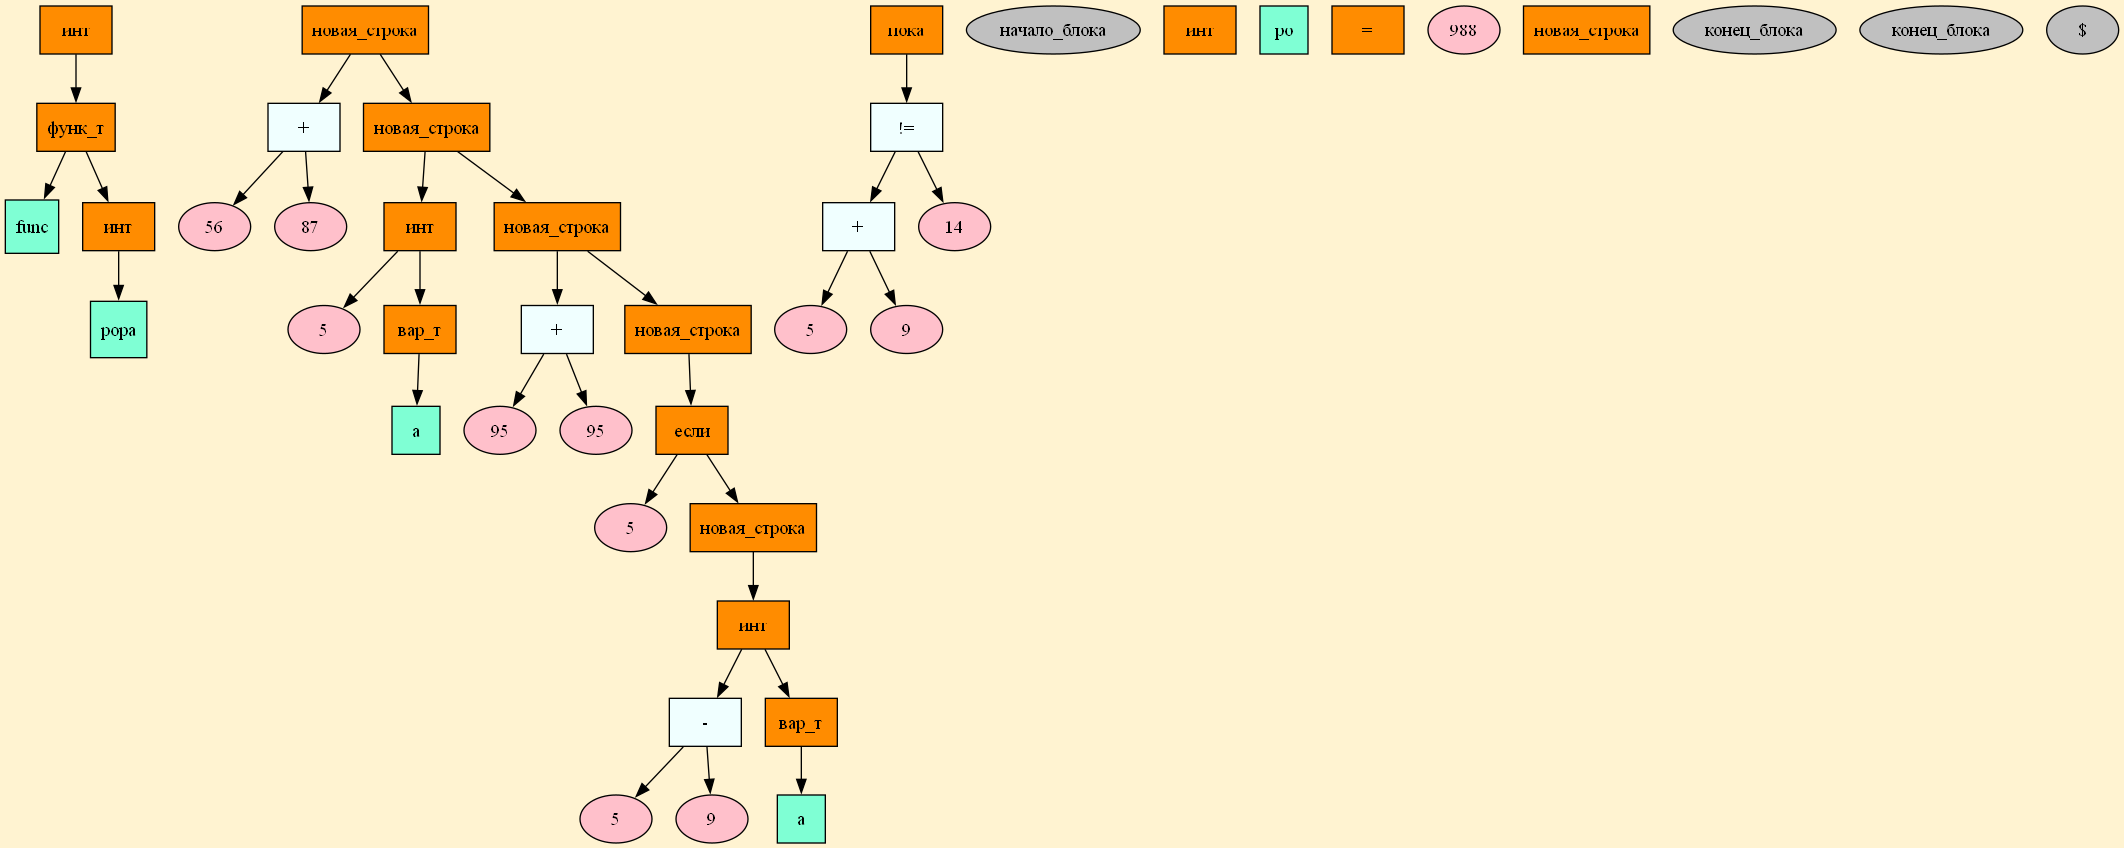 инт
новая_строка
пока
начало_блока
инт
po
=
988
новая_строка
конец_блока
конец_блока
$
функ_т
+
новая_строка
!=
func
инт
56
87
инт
новая_строка
+
14
popa
5
вар_т
+
новая_строка
5
9
a
95
95
если
5
новая_строка
инт
-
вар_т
5
9
a